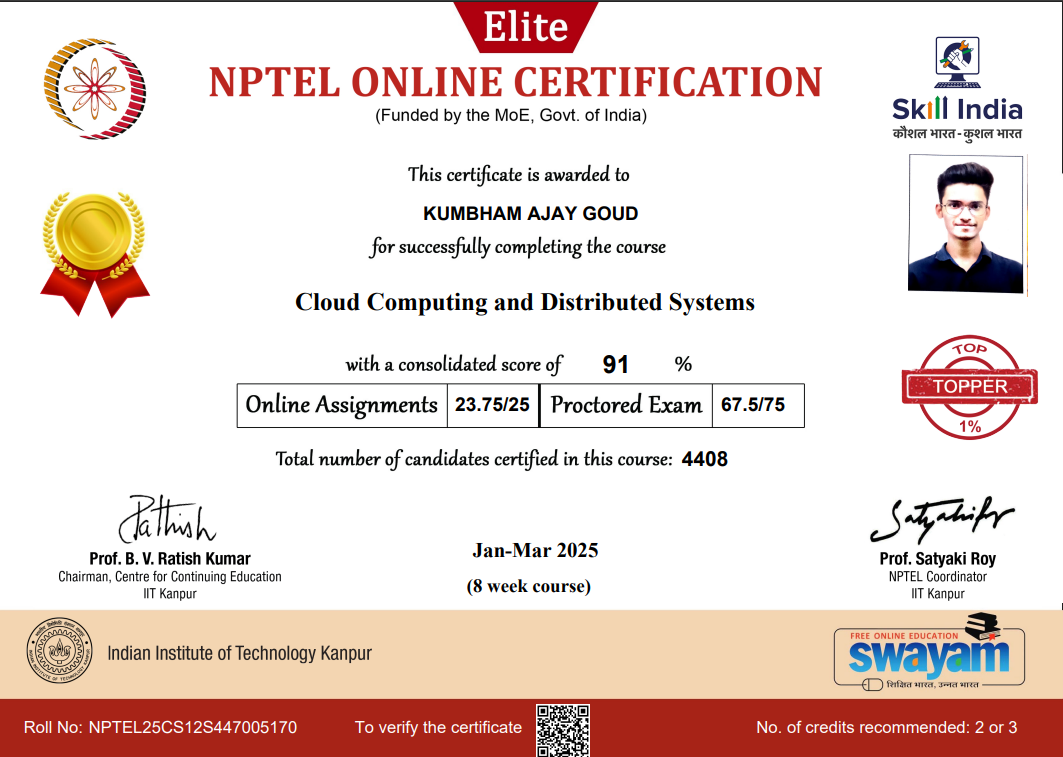 Elite
NPTEL ONLINE CERTIFICATION
(Funded by the MoE, Govt. of India)
Skill India
कौशल भारत - कुशल भारत
This certificate is awarded to
KUMBHAM AJAY GOUD
for successfully completing the course
Cloud Computing and Distributed Systems
with a consolidated score of 91 %
Online Assignments 23.75/25 Proctored Exam 67.5/75
TOP
TOPPER
1%
Total number of candidates certified in this course: 4408
Prof. B. V. Ratish Kumar
Chairman, Centre for Continuing Education
IIT Kanpur
Jan-Mar 2025
(8 week course)
Prof. Satyaki Roy
NPTEL Coordinator
IIT Kanpur
Indian Institute of Technology Kanpur
FREE ONLINE EDUCATION
swayam
शिक्षित भारत, उन्नत भारत
Roll No: NPTEL25CS12S447005170
To verify the certificate
No. of credits recommended: 2 or 3